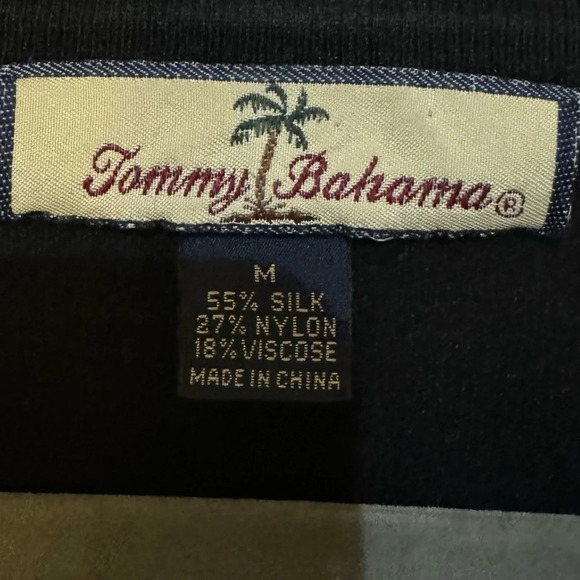 Tommy Bahama®
M
55% SILK
27% NYLON
18% VISCOSE
MADE IN CHINA